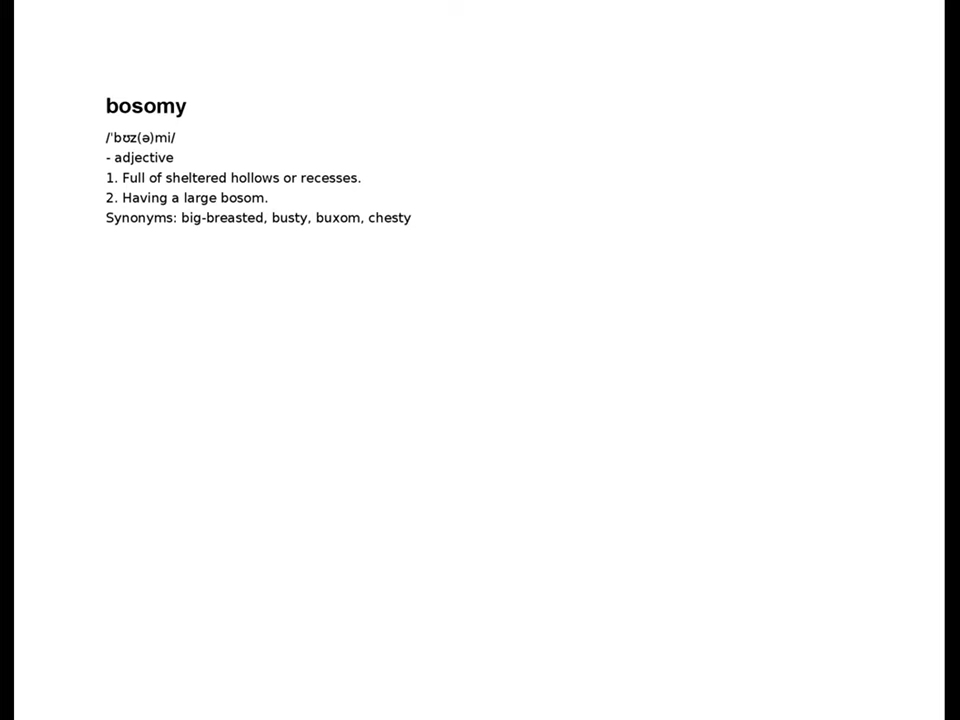 bosomy
/ˈbʊz(ə)mi/
- adjective
1. Full of sheltered hollows or recesses.
2. Having a large bosom.
Synonyms: big-breasted, busty, buxom, chesty